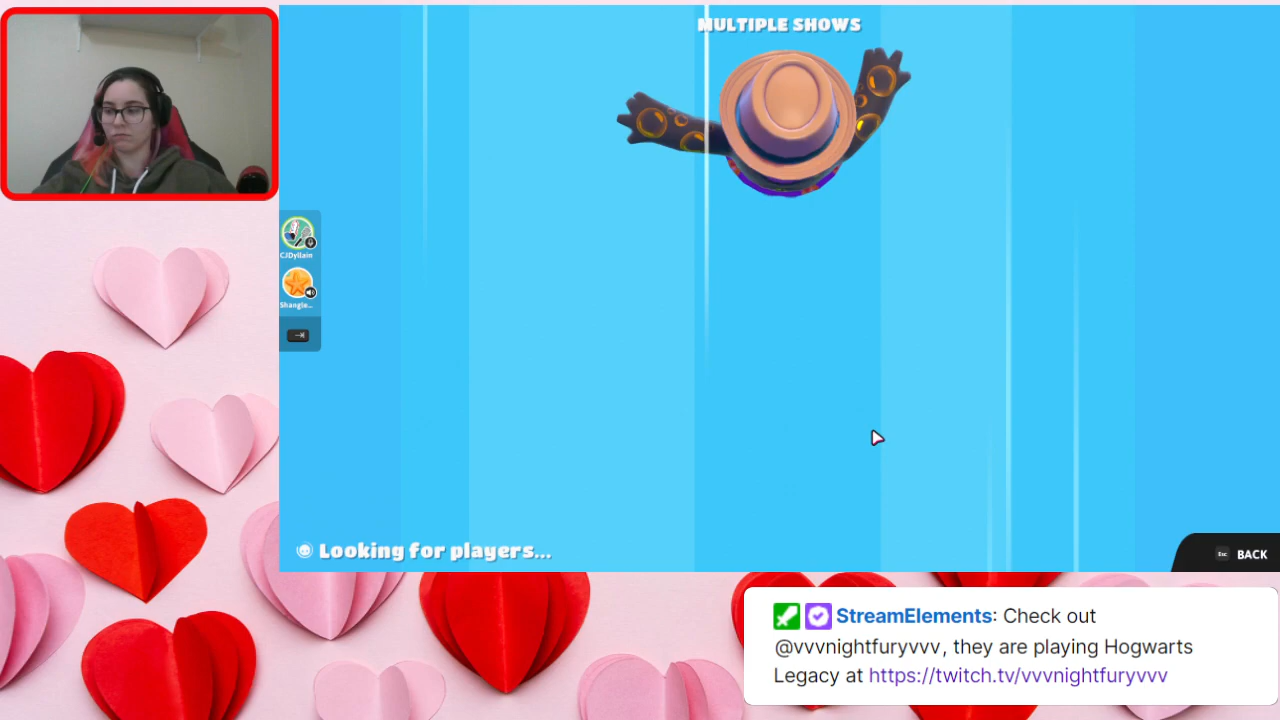 MULTIPLE SHOWS
CJDyllain
Shangle...
Looking for players...
Esc BACK
StreamElements: Check out
@vvvnightfuryvvv, they are playing Hogwarts
Legacy at https://twitch.tv/vvvnightfuryvvv